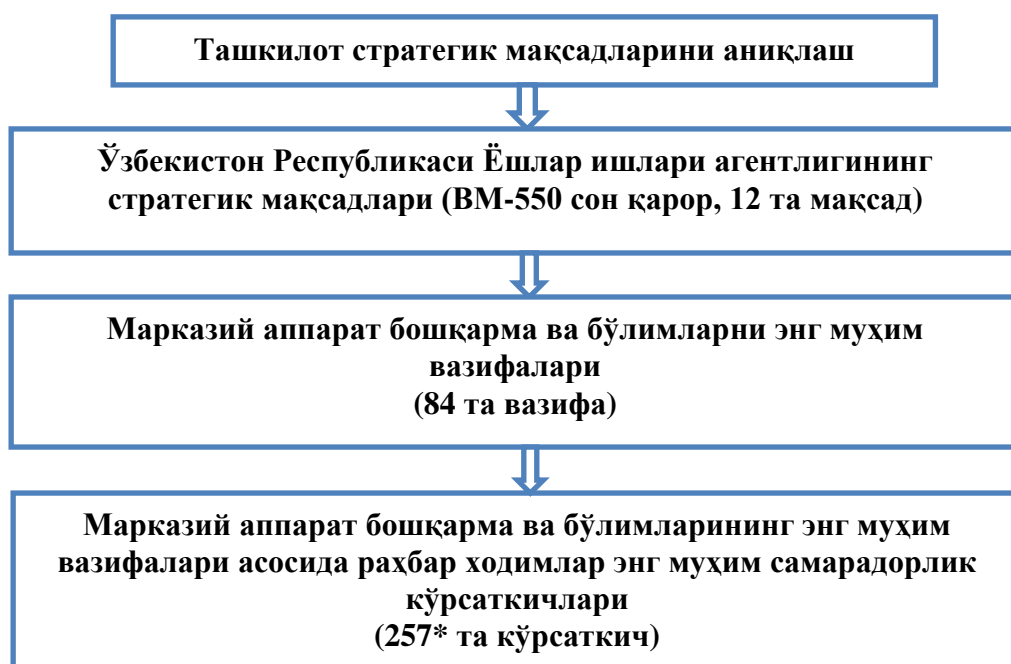 Ташкилот стратегик мақсадларини аниқлаш
Ўзбекистон Республикаси Ёшлар ишлари агентлигининг
стратегик мақсадлари (ВМ-550 сон қарор, 12 та мақсад)
Марказий аппарат бошқарма ва бўлимларни энг муҳим
вазифалари
(84 та вазифа)
Марказий аппарат бошқарма ва бўлимларининг энг муҳим
вазифалари асосида раҳбар ходимлар энг муҳим самарадорлик
кўрсаткичлари
(257* та кўрсаткич)